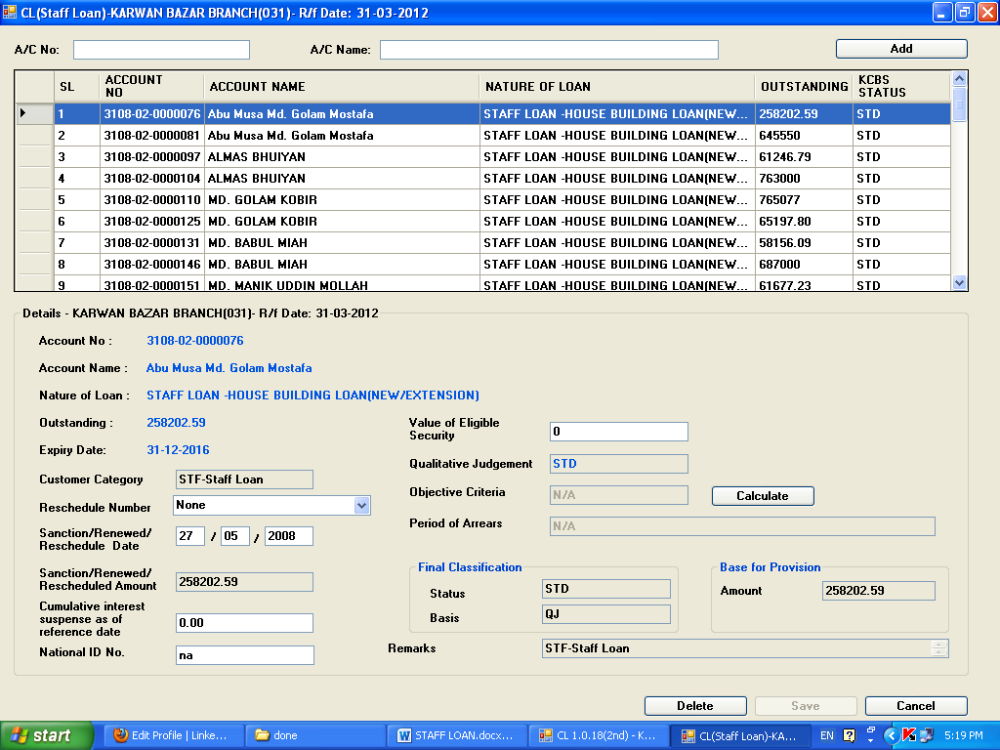 CL(Staff Loan)-KARWAN BAZAR BRANCH(031)- R/f Date: 31-03-2012
A/C No: A/C Name: Add
SL ACCOUNT NO ACCOUNT NAME NATURE OF LOAN OUTSTANDING KCBS STATUS
1 3108-02-0000076 Abu Musa Md. Golam Mostafa STAFF LOAN -HOUSE BUILDING LOAN(NEW... 258202.59 STD
2 3108-02-0000081 Abu Musa Md. Golam Mostafa STAFF LOAN -HOUSE BUILDING LOAN(NEW... 645550 STD
3 3108-02-0000097 ALMAS BHUIYAN STAFF LOAN -HOUSE BUILDING LOAN(NEW... 61246.79 STD
4 3108-02-0000104 ALMAS BHUIYAN STAFF LOAN -HOUSE BUILDING LOAN(NEW... 763000 STD
5 3108-02-0000110 MD. GOLAM KOBIR STAFF LOAN -HOUSE BUILDING LOAN(NEW... 765077 STD
6 3108-02-0000125 MD. GOLAM KOBIR STAFF LOAN -HOUSE BUILDING LOAN(NEW... 65197.80 STD
7 3108-02-0000131 MD. BABUL MIAH STAFF LOAN -HOUSE BUILDING LOAN(NEW... 58156.09 STD
8 3108-02-0000146 MD. BABUL MIAH STAFF LOAN -HOUSE BUILDING LOAN(NEW... 687000 STD
9 3108-02-0000151 MD. MANIK UDDIN MOLLAH STAFF LOAN -HOUSE BUILDING LOAN(NEW... 61677.23 STD
Details - KARWAN BAZAR BRANCH(031)- R/f Date: 31-03-2012
Account No : 3108-02-0000076
Account Name : Abu Musa Md. Golam Mostafa
Nature of Loan : STAFF LOAN -HOUSE BUILDING LOAN(NEW/EXTENSION)
Outstanding : 258202.59
Expiry Date: 31-12-2016
Customer Category STF-Staff Loan
Reschedule Number None
Sanction/Renewed/
Reschedule Date 27 / 05 / 2008
Sanction/Renewed/
Rescheduled Amount 258202.59
Cumulative interest
suspense as of
reference date 0.00
National ID No. na
Value of Eligible
Security 0
Qualitative Judgement STD
Objective Criteria N/A Calculate
Period of Arrears N/A
Final Classification
Status STD
Basis QJ
Base for Provision
Amount 258202.59
Remarks STF-Staff Loan
Delete Save Cancel
start Edit Profile | Linke... done STAFF LOAN.docx... CL 1.0.18(2nd) - K... CL(Staff Loan)-KA... EN 5:19 PM